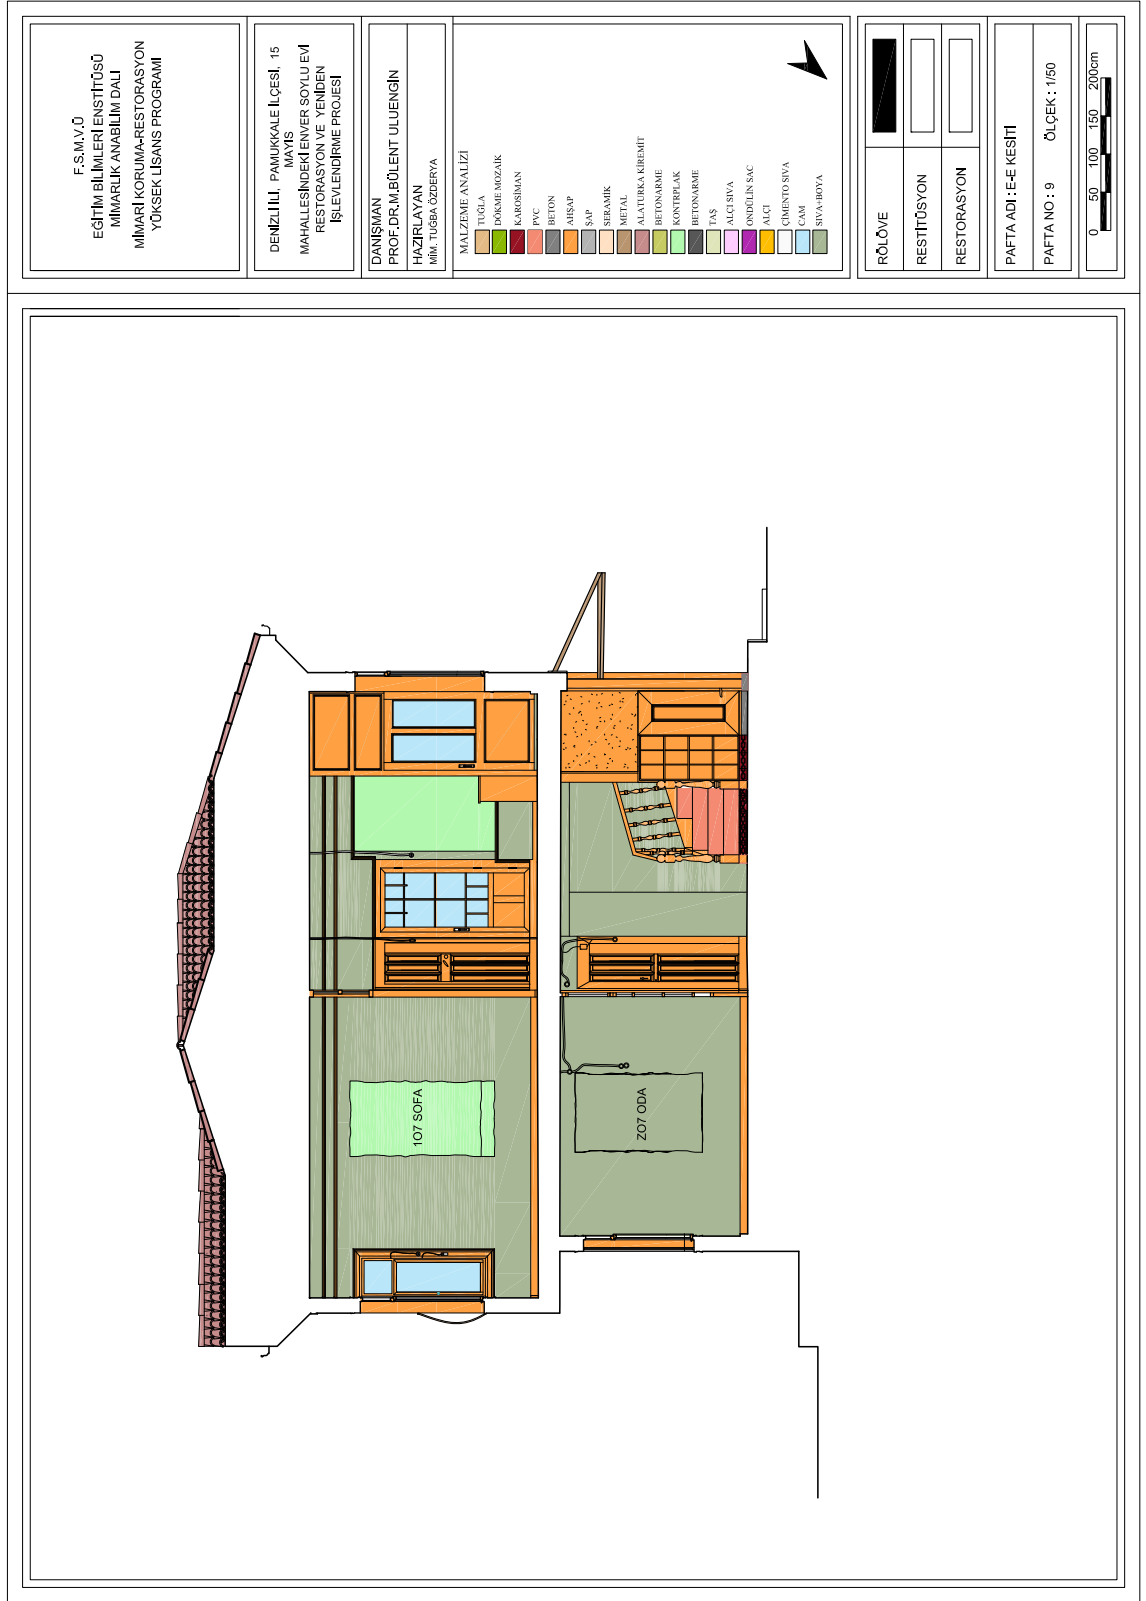 F.S.M.V.Ü
EĞİTİM BİLİMLERİ ENSTİTÜSÜ
MİMARLIK ANABİLİM DALI
MİMARİ KORUMA-RESTORASYON
YÜKSEK LİSANS PROGRAMI
DENİZLİ İLİ, PAMUKKALE İLÇESİ, 15
MAYIS
MAHALLESİNDEKİ ENVER SOYLU EVİ
RESTORASYON VE YENİDEN
İŞLEVLENDİRME PROJESİ
DANIŞMAN
PROF.DR.M.BÜLENT ULUENGİN
HAZIRLAYAN
MİM. TUĞBA ÖZDERYA
MALZEME ANALİZİ
TUĞLA
DÖKME MOZAİK
KAROSİMAN
PVC
BETON
AHŞAP
ŞAP
SERAMİK
METAL
ALATURKA KİREMİT
BETONARME
KONTRPLAK
BETONARME
TAŞ
ALÇI SIVA
ONDÜLİN SAC
ALÇI
ÇİMENTO SIVA
CAM
SIVA+BOYA
RÖLÖVE
RESTİTÜSYON
RESTORASYON
PAFTA ADI : E-E KESİTİ
PAFTA NO : 9 ÖLÇEK : 1/50
0 50 100 150 200cm
107 SOFA
Z07 ODA